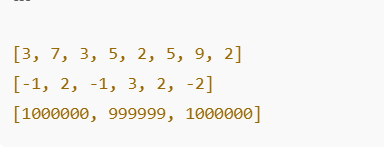 [3, 7, 3, 5, 2, 5, 9, 2]
[-1, 2, -1, 3, 2, -2]
[1000000, 999999, 1000000]